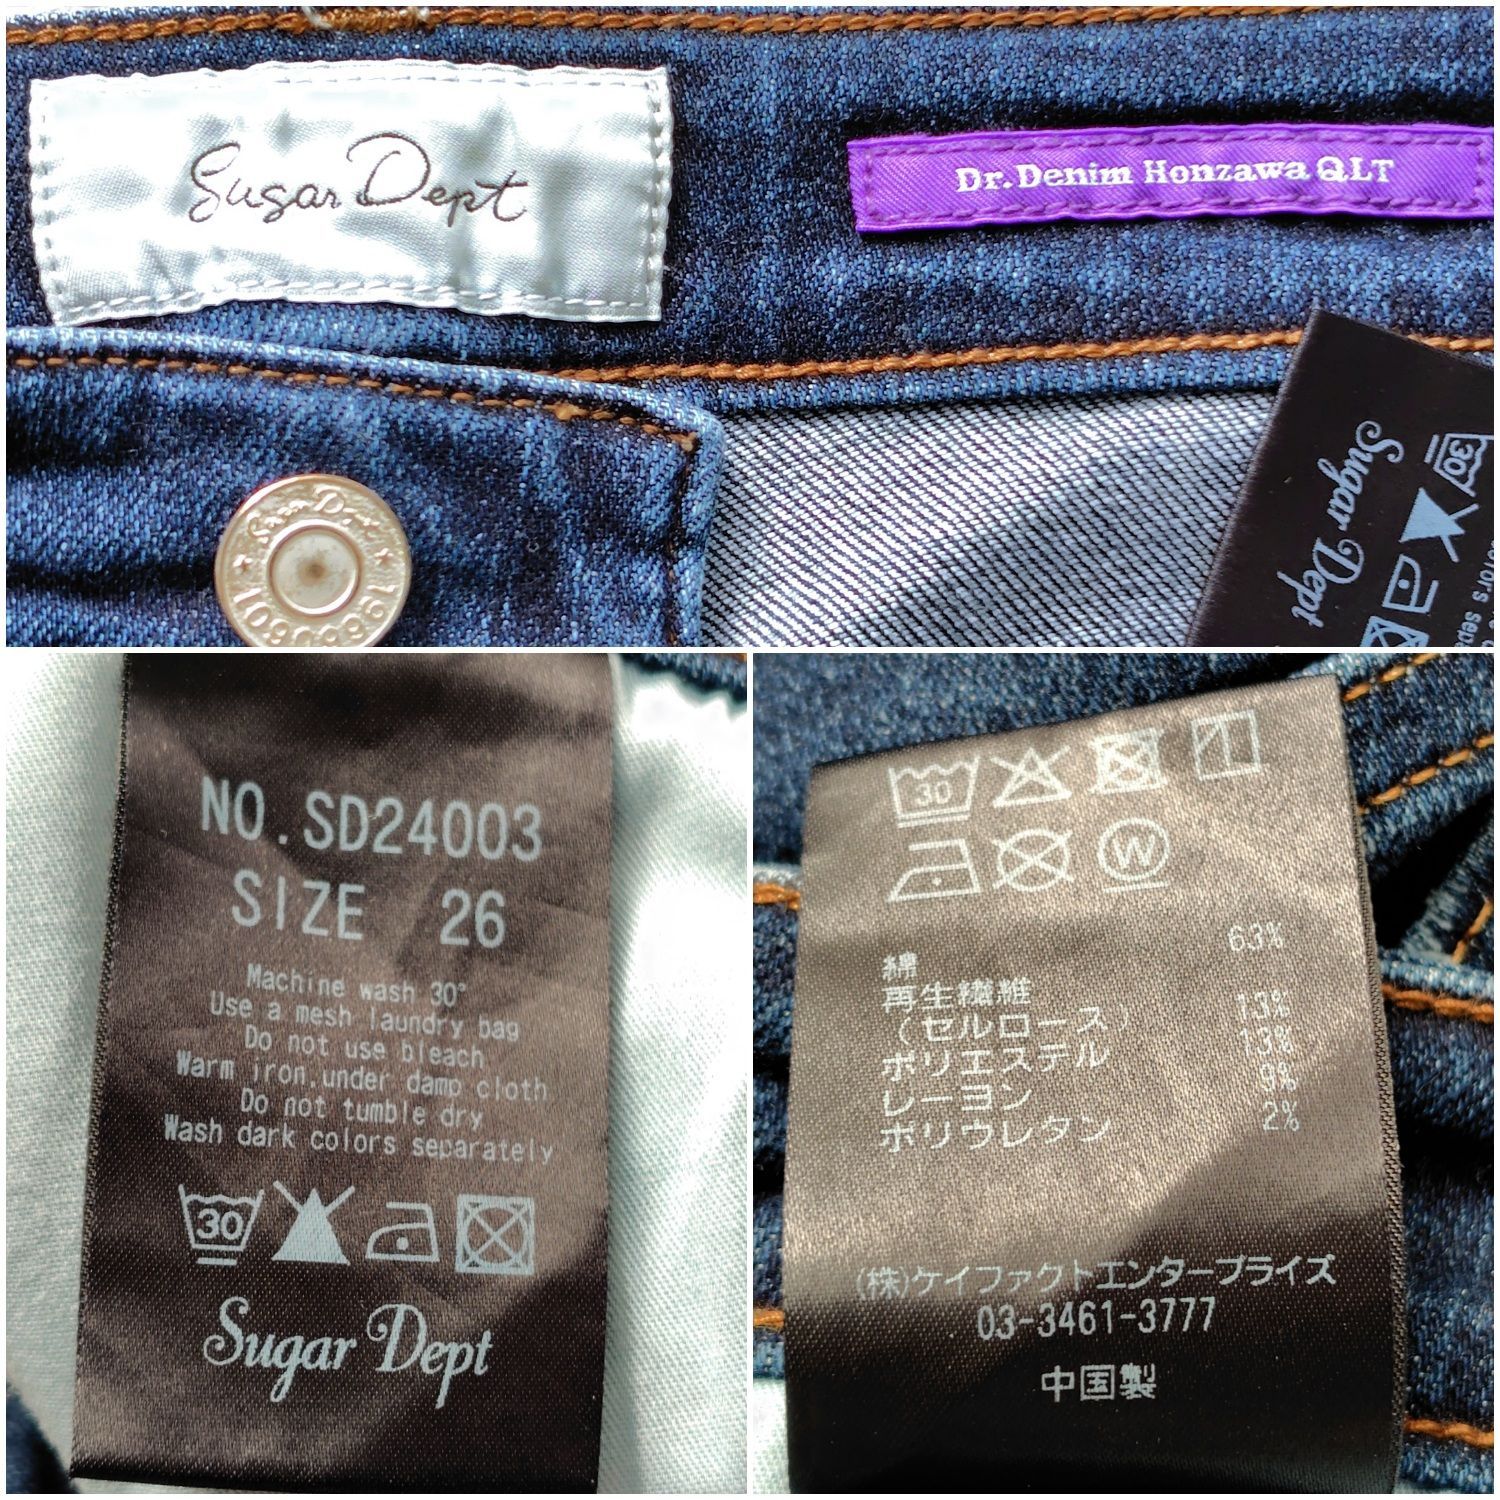 Sugar Dept
Dr. Denim Honzawa QLT
Sugar Dept
30
Sugar Dept
NO.SD24003
SIZE 26
Machine wash 30°
Use a mesh laundry bag
Do not use bleach
Warm iron.under damp cloth
Do not tumble dry
Wash dark colors separately
30
Sugar Dept
30
W
綿 63%
再生繊維
（セルロース） 13%
ポリエステル 13%
レーヨン 9%
ポリウレタン 2%
(株)ケイファクトエンタープライズ
03-3461-3777
中国製